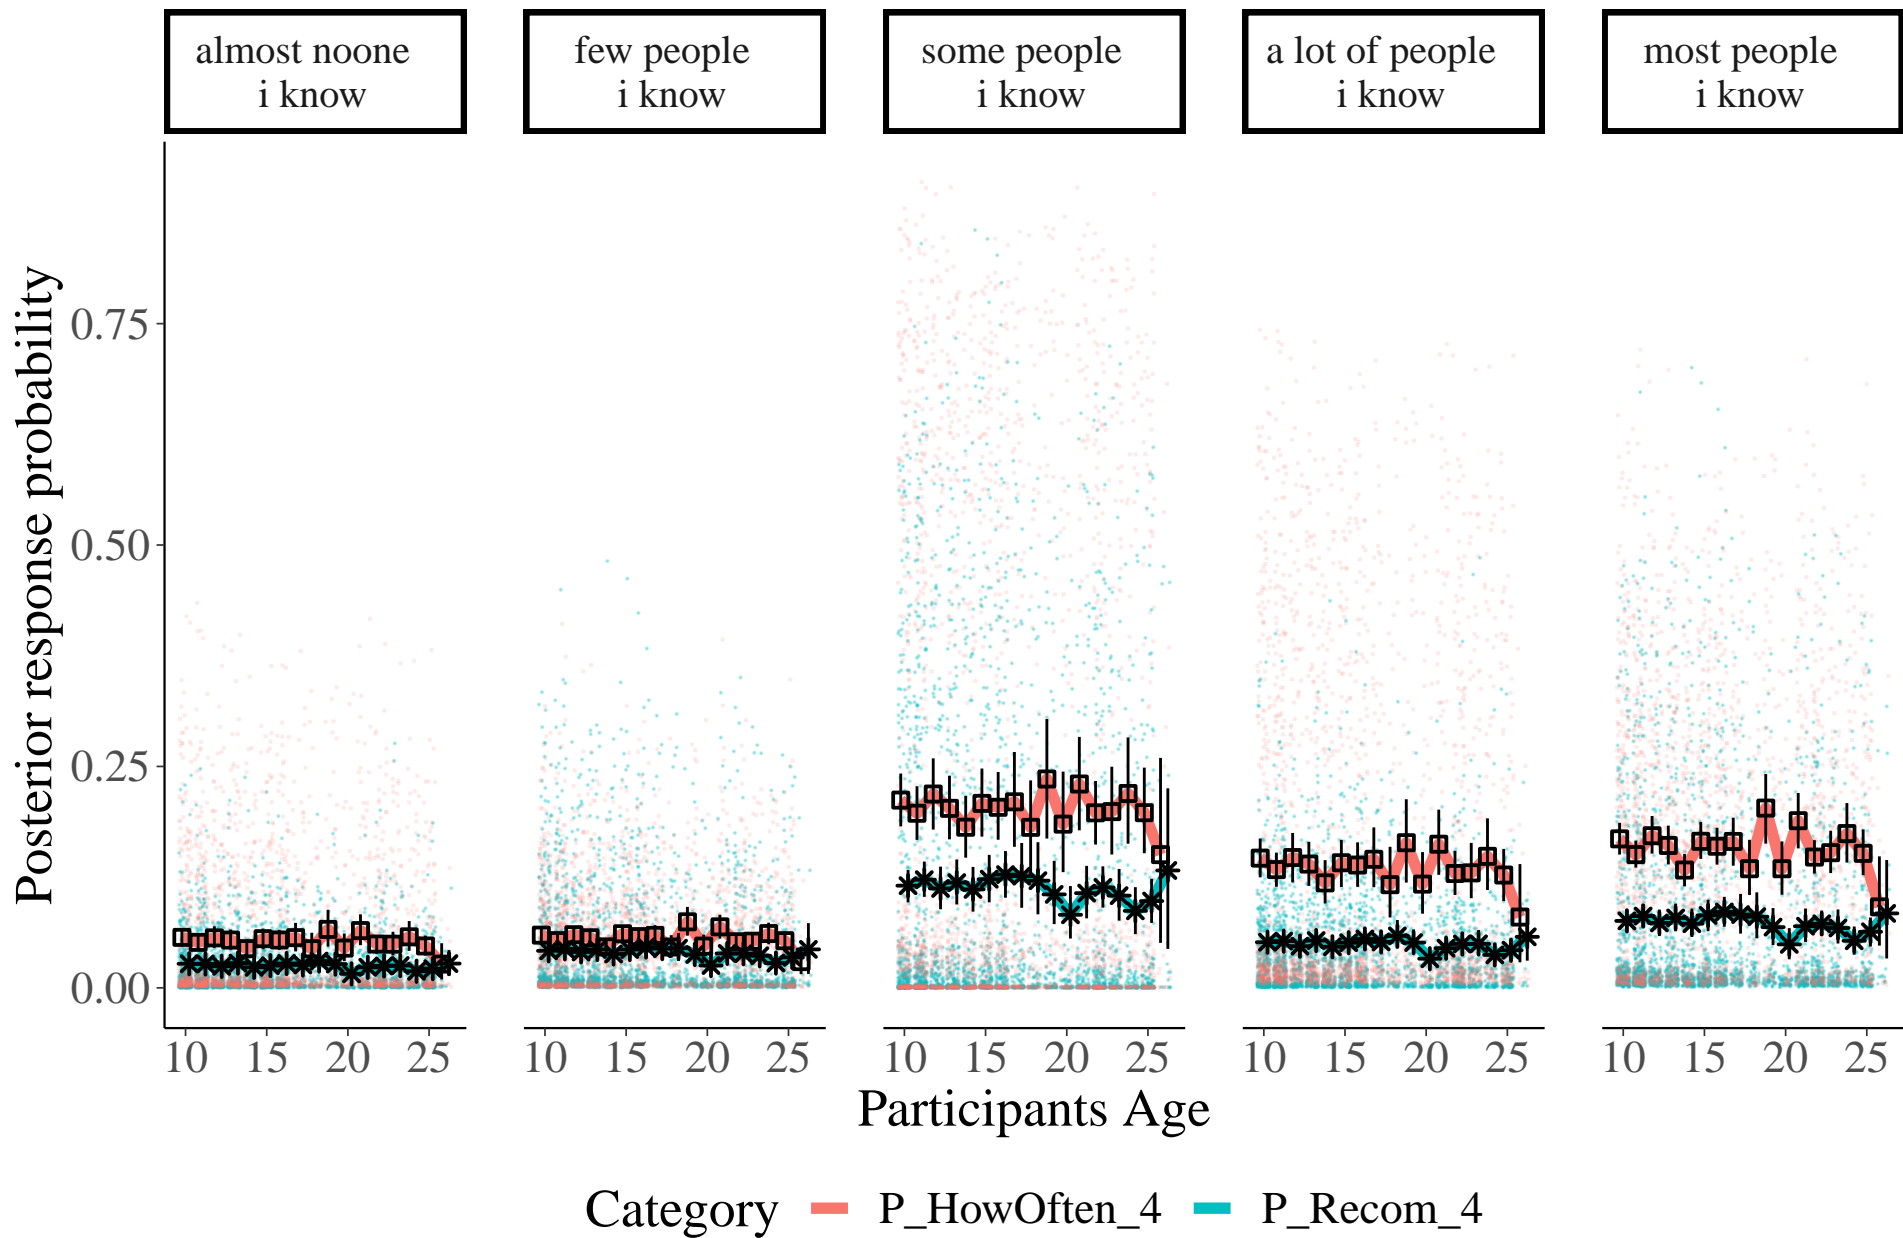 almost noone
i know
few people
i know
some people
i know
a lot of people
i know
most people
i know
Posterior response probability
0.75
0.50
0.25
0.00
10 15 20 25
10 15 20 25
10 15 20 25
10 15 20 25
10 15 20 25
Participants Age
Category P_HowOften_4 P_Recom_4